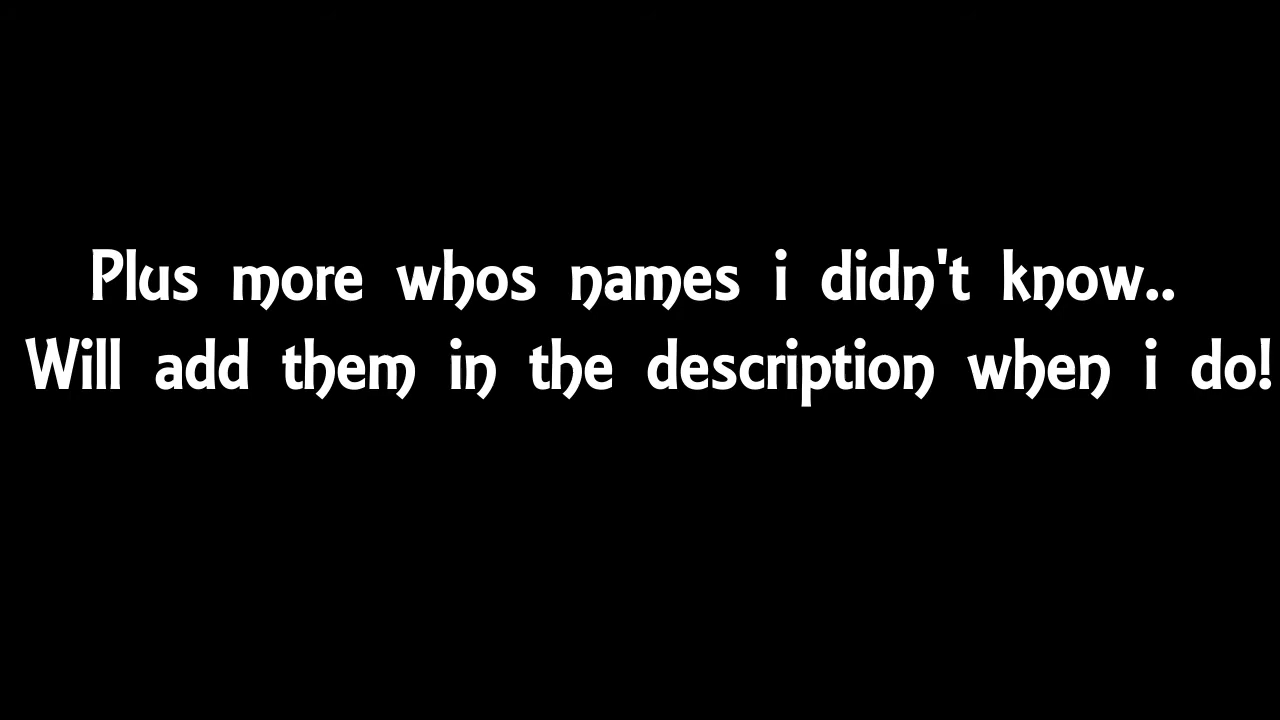 Plus more whos names i didn't know..
Will add them in the description when i do!